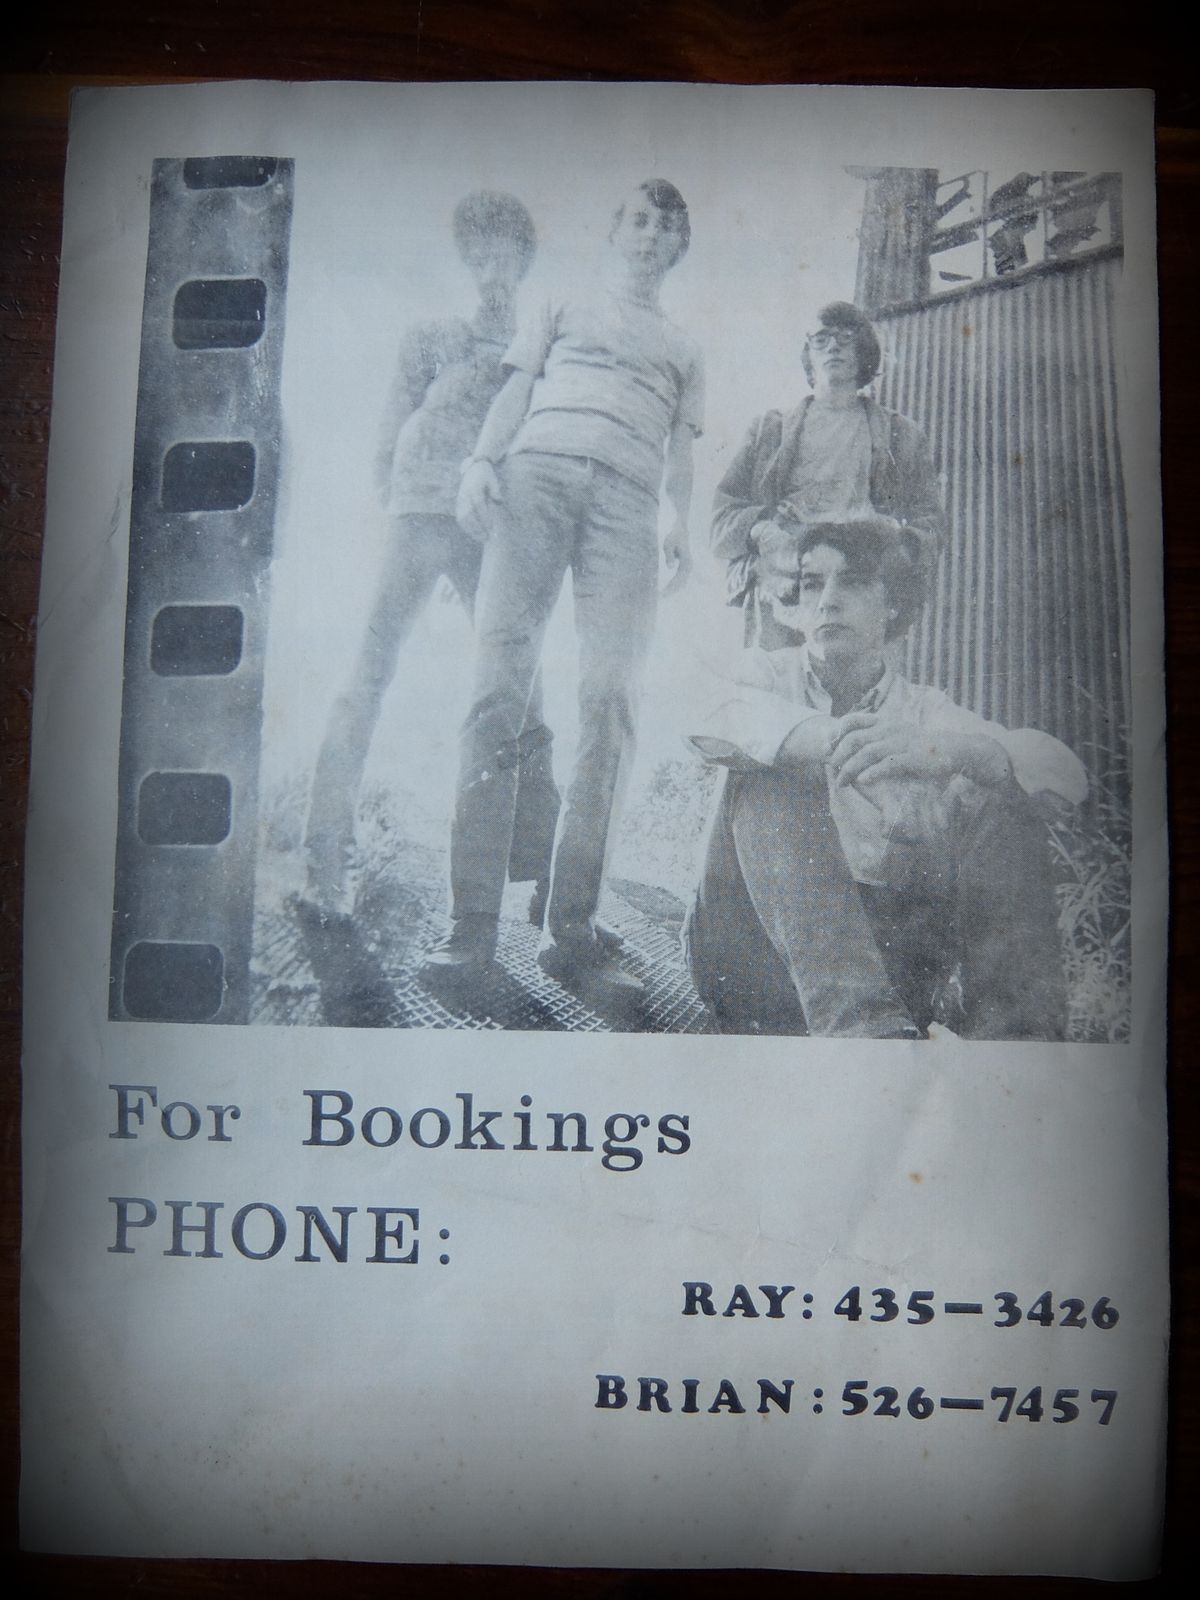 For Bookings
PHONE:
RAY: 435—3426
BRIAN: 526—7457